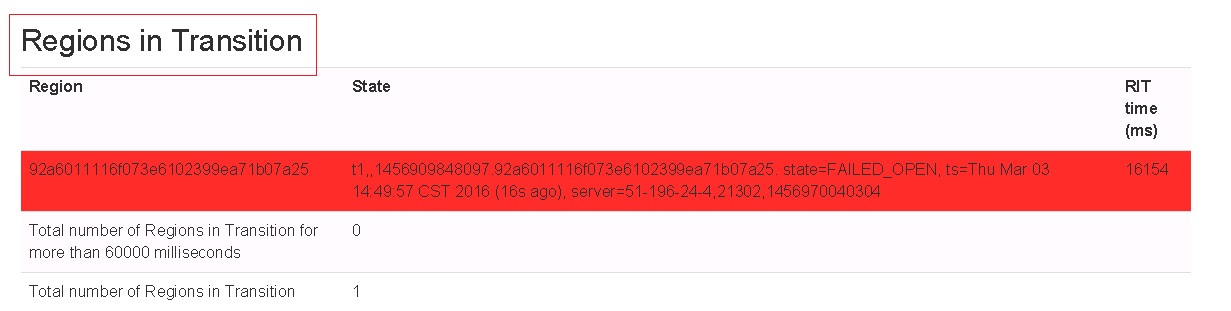 Regions in Transition
Region State RIT time (ms)
92a6011116f073e6102399ea71b07a25 t1,,1456909848097.92a6011116f073e6102399ea71b07a25. state=FAILED_OPEN, ts=Thu Mar 03 16154
14:49:57 CST 2016 (16s ago), server=51-196-24-4,21302,1456970040304
Total number of Regions in Transition for 0
more than 60000 milliseconds
Total number of Regions in Transition 1